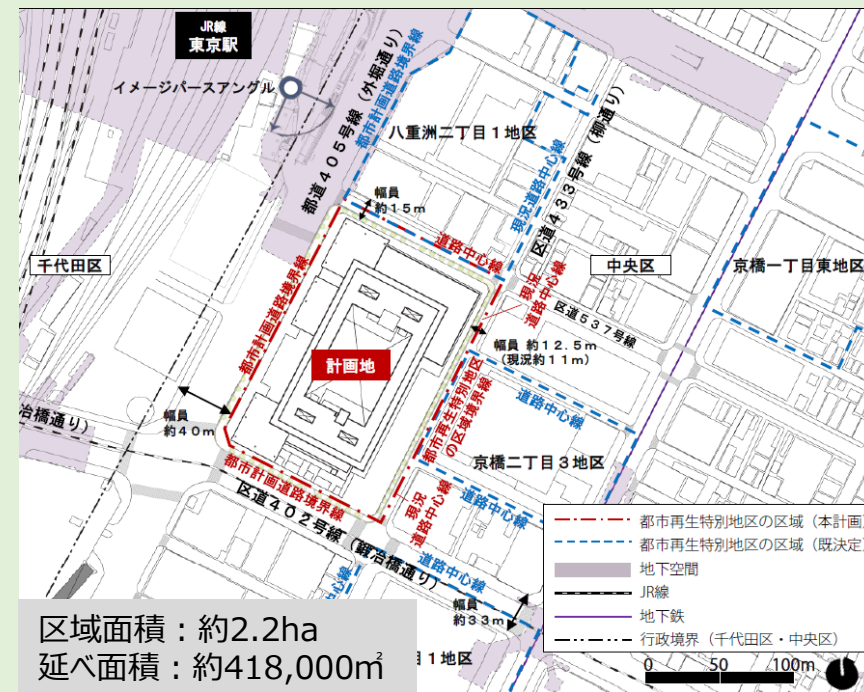 JR線
東京駅
イメージパースアングル
都道405号線（外堀通り）
都市計画道路境界線
八重洲二丁目1地区
現況道路中心線
区道433号線（柳通り）
幅員
約15m
道路中心線
千代田区
都市計画道路境界線
現況
道路中心線
中央区
京橋一丁目東地区
区道537号線
幅員 約12.5m
（現況約11m）
計画地
都市再生特別地区
の区域境界線
道路中心線
幅員
約40m
治橋通り）
京橋二丁目3地区
都市計画道路境界線
区道402号線（鍛冶橋通り）
現況
道路中心線
道路中心線
道路中心線
幅員
約33m
1地区
都市再生特別地区の区域（本計画
都市再生特別地区の区域（既決定
地下空間
JR線
地下鉄
行政境界（千代田区・中央区）
0 50 100m
区域面積：約2.2ha
延べ面積：約418,000㎡